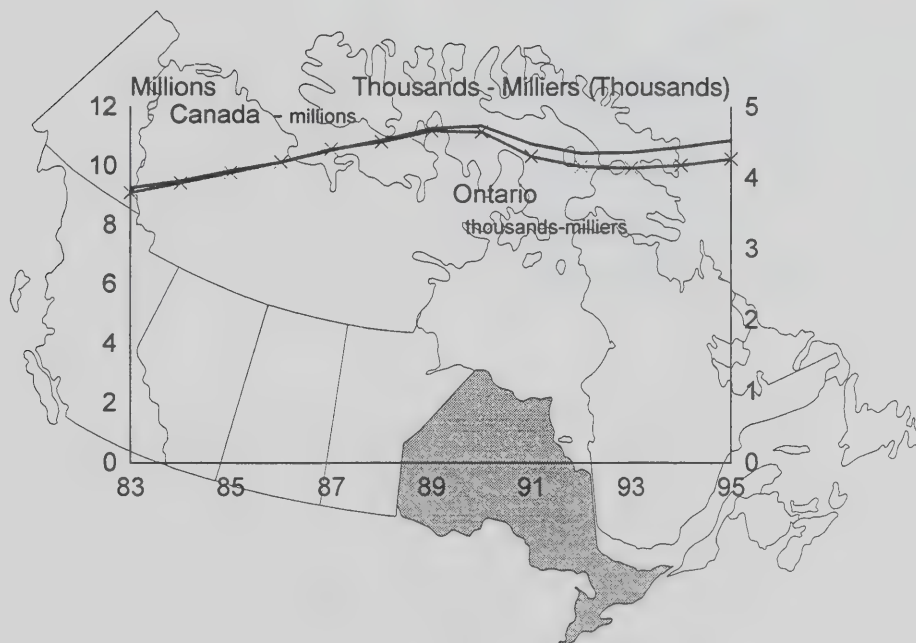 Millions Thousands - Milliers (Thousands)
12 5
Canada - millions
10 4
Ontario
thousands-milliers
8 3
6 2
4 1
2
0 0
83 85 87 89 91 93 95